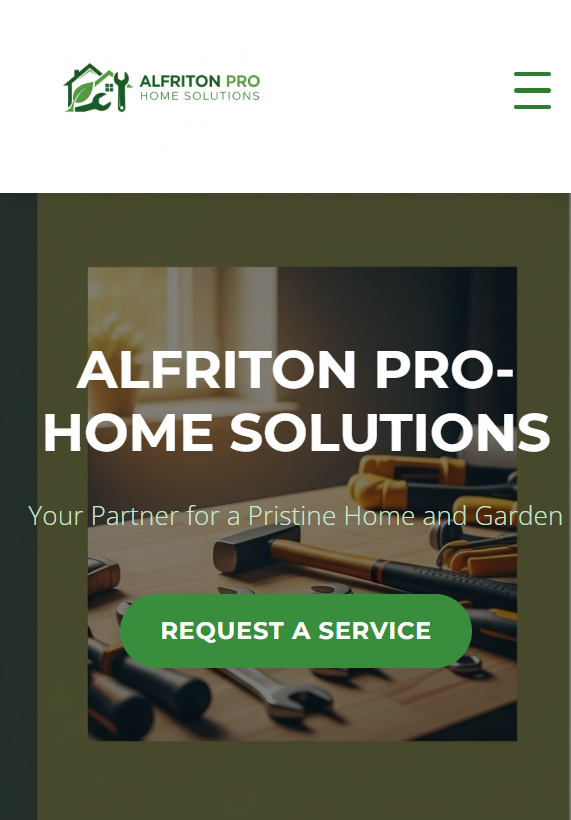 ALFRITON PRO
HOME SOLUTIONS
ALFRITON PRO-
HOME SOLUTIONS
Your Partner for a Pristine Home and Garden
REQUEST A SERVICE